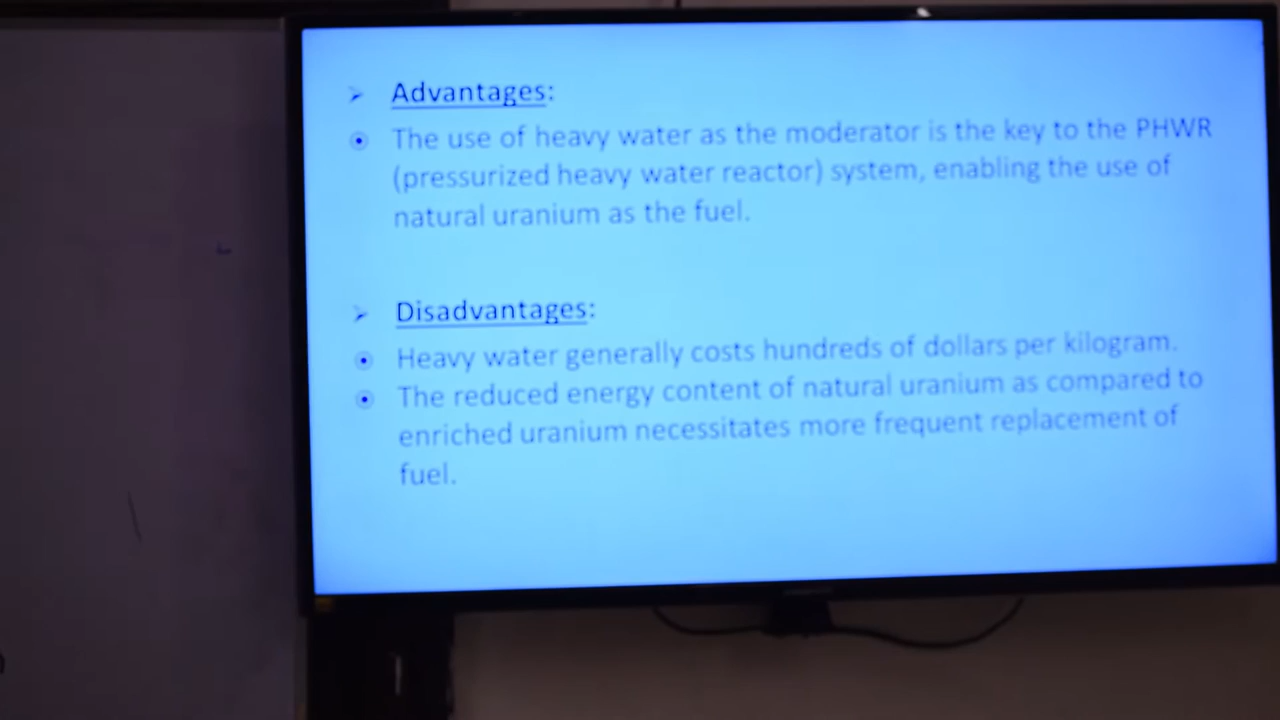 Advantages:
The use of heavy water as the moderator is the key to the PHWR
(pressurized heavy water reactor) system, enabling the use of
natural uranium as the fuel.
Disadvantages:
Heavy water generally costs hundreds of dollars per kilogram.
The reduced energy content of natural uranium as compared to
enriched uranium necessitates more frequent replacement of
fuel.